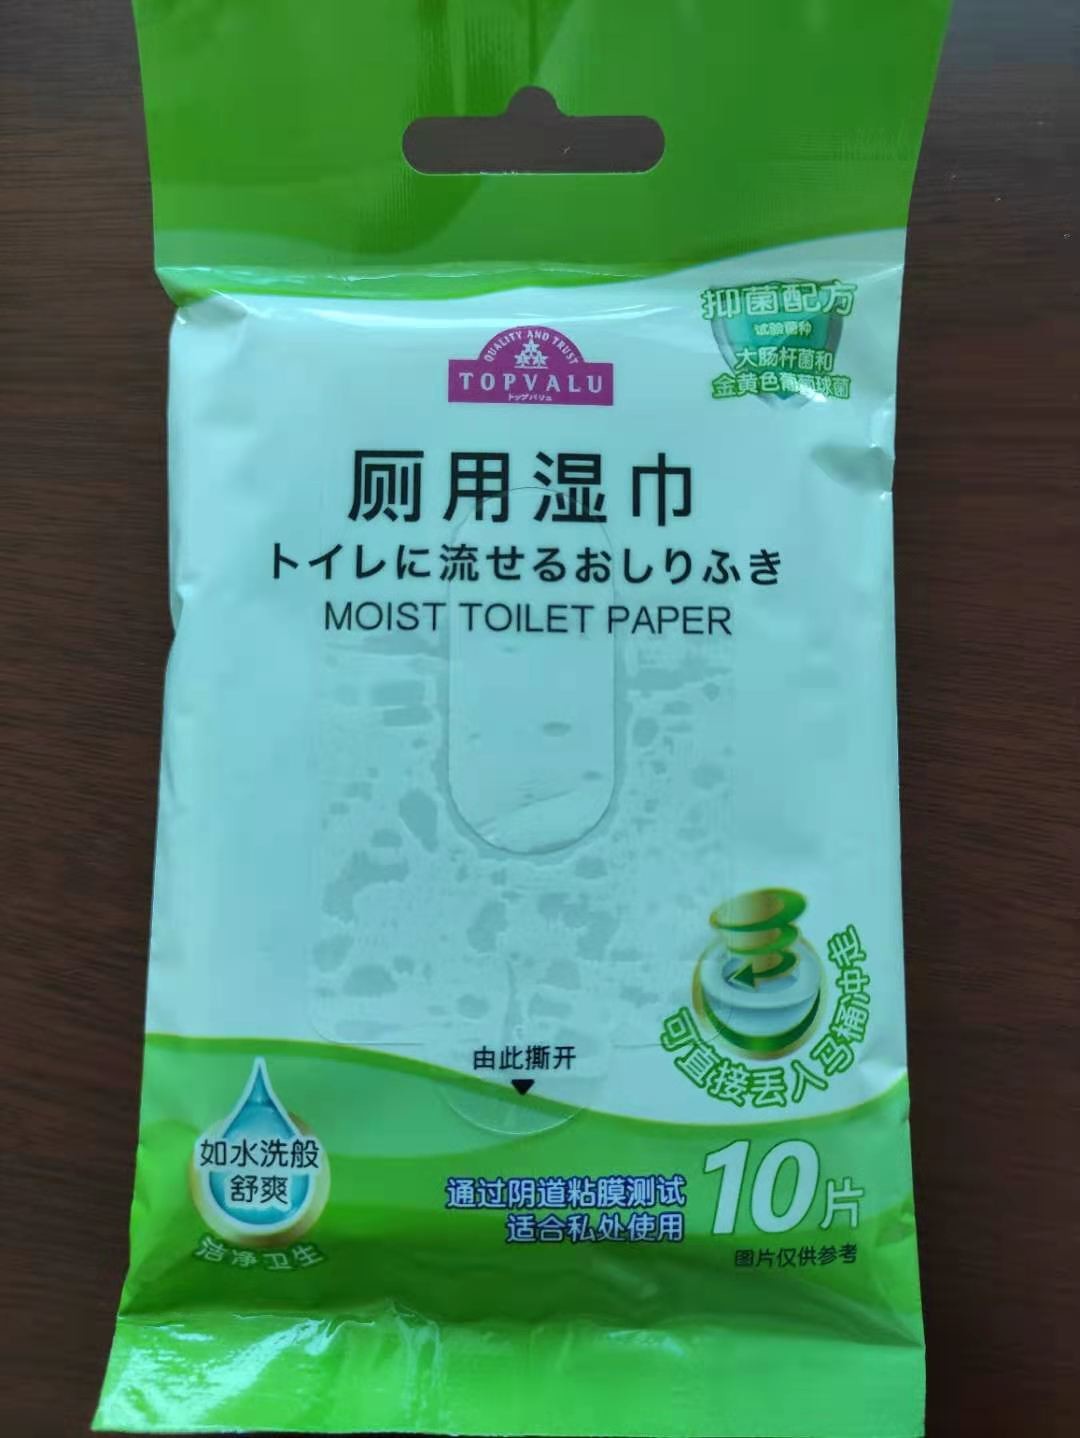 抑菌配方
试验菌种
大肠杆菌和
金黄色葡萄球菌
QUALITY AND TRUST
TOPVALU
トップバリュ
厕用湿巾
トイレに流せるおしりふき
MOIST TOILET PAPER
可直接丢入马桶冲走
由此撕开
如水洗般
舒爽
洁净卫生
通过阴道粘膜测试
适合私处使用
10片
图片仅供参考